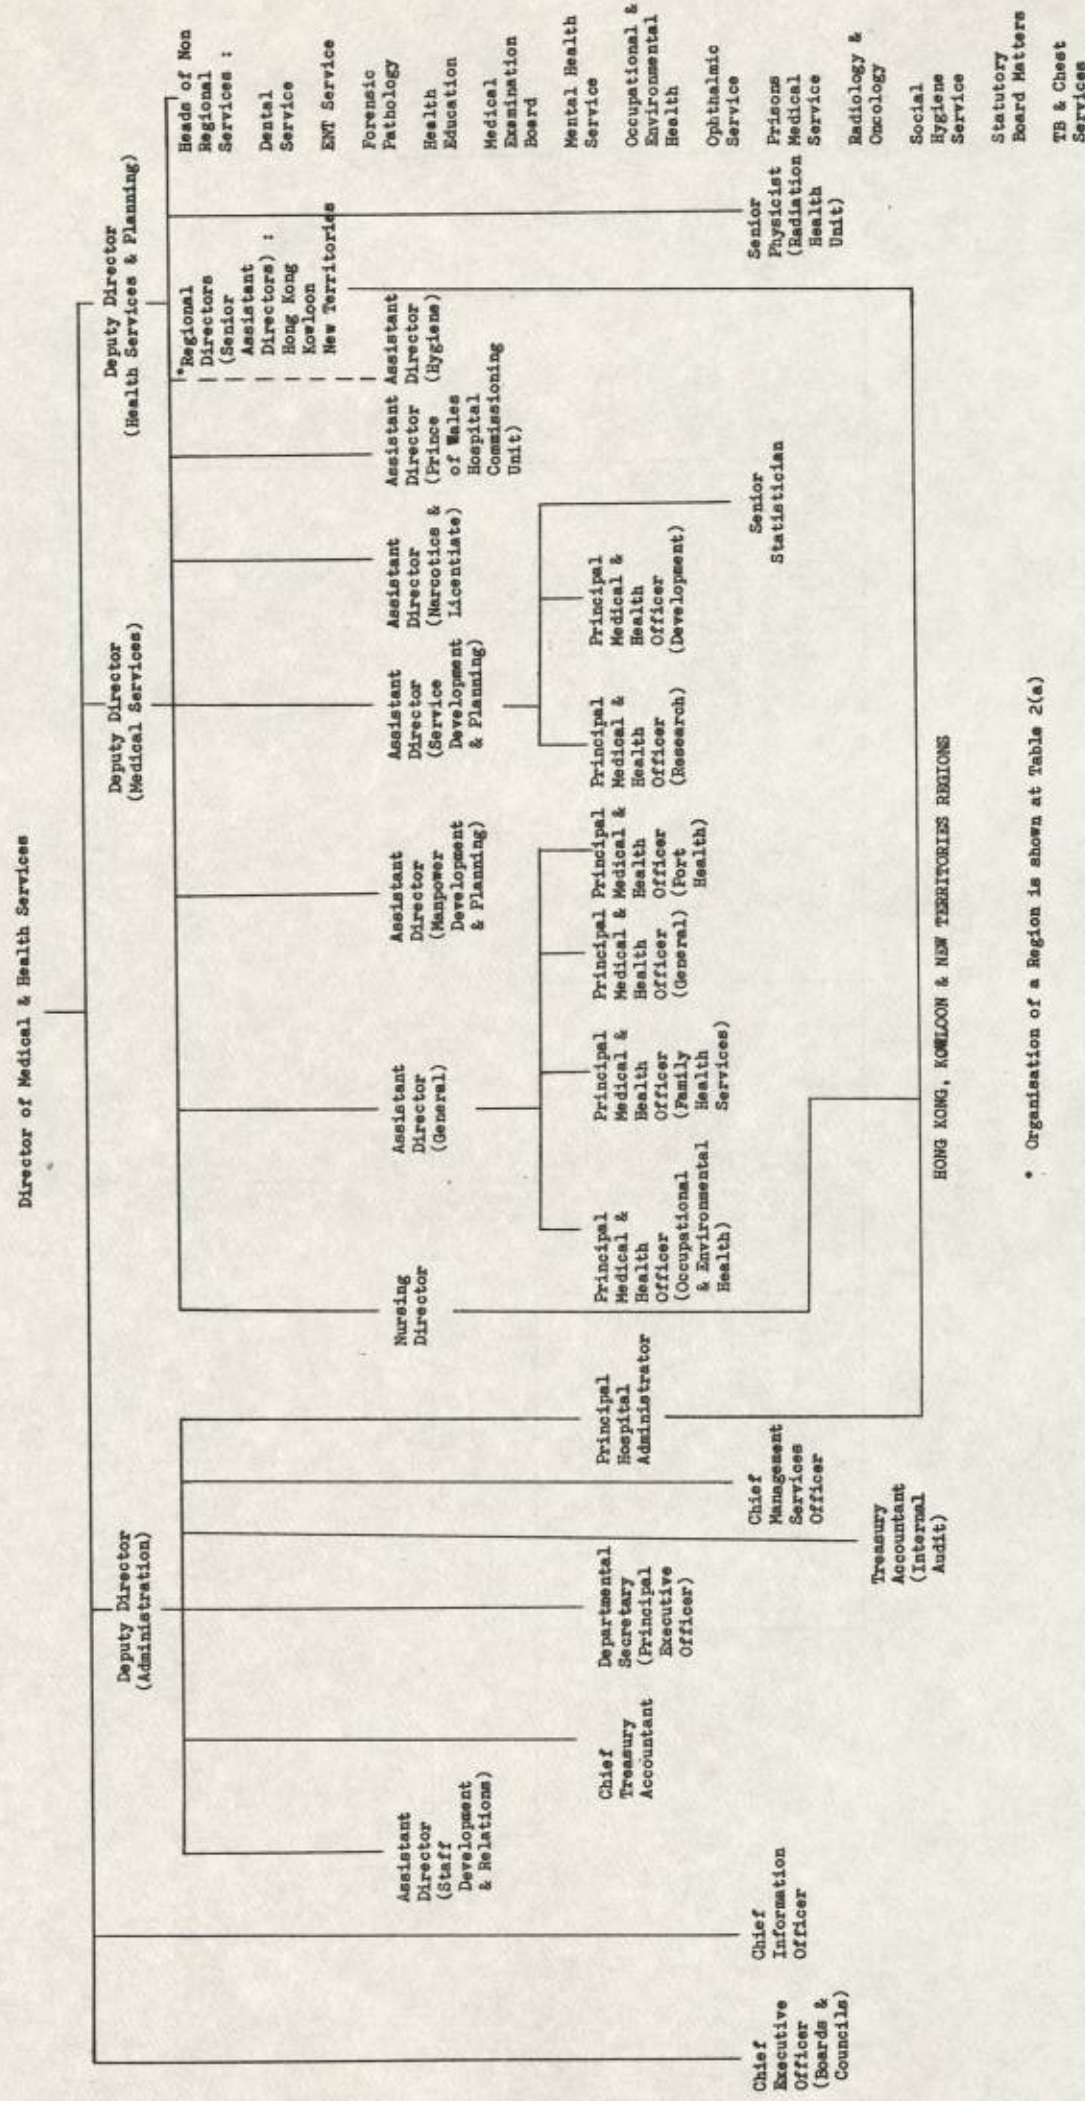 Director of Medical & Health Services
Deputy Director
(Administration)
Deputy Director
(Medical Services)
Deputy Director
(Health Services & Planning)
Chief
Executive
Officer
(Boards &
Councils)
Chief
Information
Officer
Assistant
Director
(Staff
Development
& Relations)
Chief
Treasury
Accountant
Departmental
Secretary
(Principal
Executive
Officer)
Treasury
Accountant
(Internal
Audit)
Chief
Management
Services
Officer
Principal
Hospital
Administrator
Nursing
Director
Assistant
Director
(General)
Principal
Medical &
Health
Officer
(Occupational
& Environmental
Health)
Principal
Medical &
Health
Officer
(Family
Health
Services)
Principal
Medical &
Health
Officer
(General)
Principal
Medical &
Health
Officer
(Port
Health)
Assistant
Director
(Manpower
Development
& Planning)
Assistant
Director
(Service
Development
& Planning)
Principal
Medical &
Health
Officer
(Research)
Principal
Medical &
Health
Officer
(Development)
Senior
Statistician
Assistant
Director
(Narcotics &
Licentiate)
Assistant
Director
(Prince
of Wales
Hospital
Commissioning
Unit)
Assistant
Director
(Hygiene)
*Regional
Directors
(Senior
Assistant
Directors) :
Hong Kong
Kowloon
New Territories
Senior
Physicist
(Radiation
Health
Unit)
Heads of Non
Regional
Services :
Dental
Service
ENT Service
Forensic
Pathology
Health
Education
Medical
Examination
Board
Mental Health
Service
Occupational &
Environmental
Health
Ophthalmic
Service
Prisons
Medical
Service
Radiology &
Oncology
Social
Hygiene
Service
Statutory
Board Matters
TB & Chest
Services
HONG KONG, KOWLOON & NEW TERRITORIES REGIONS
* Organisation of a Region is shown at Table 2(a)